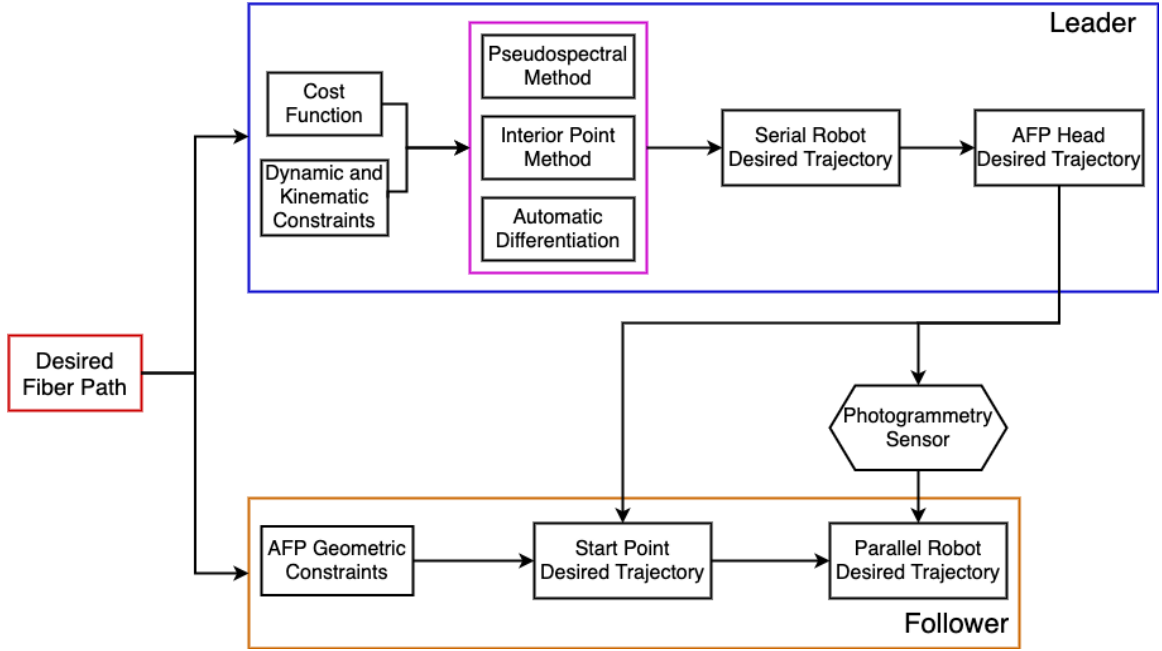 Leader
Cost
Function
Dynamic and
Kinematic
Constraints
Pseudospectral
Method
Interior Point
Method
Automatic
Differentiation
Serial Robot
Desired Trajectory
AFP Head
Desired Trajectory
Desired
Fiber Path
Photogrammetry
Sensor
AFP Geometric
Constraints
Start Point
Desired Trajectory
Parallel Robot
Desired Trajectory
Follower